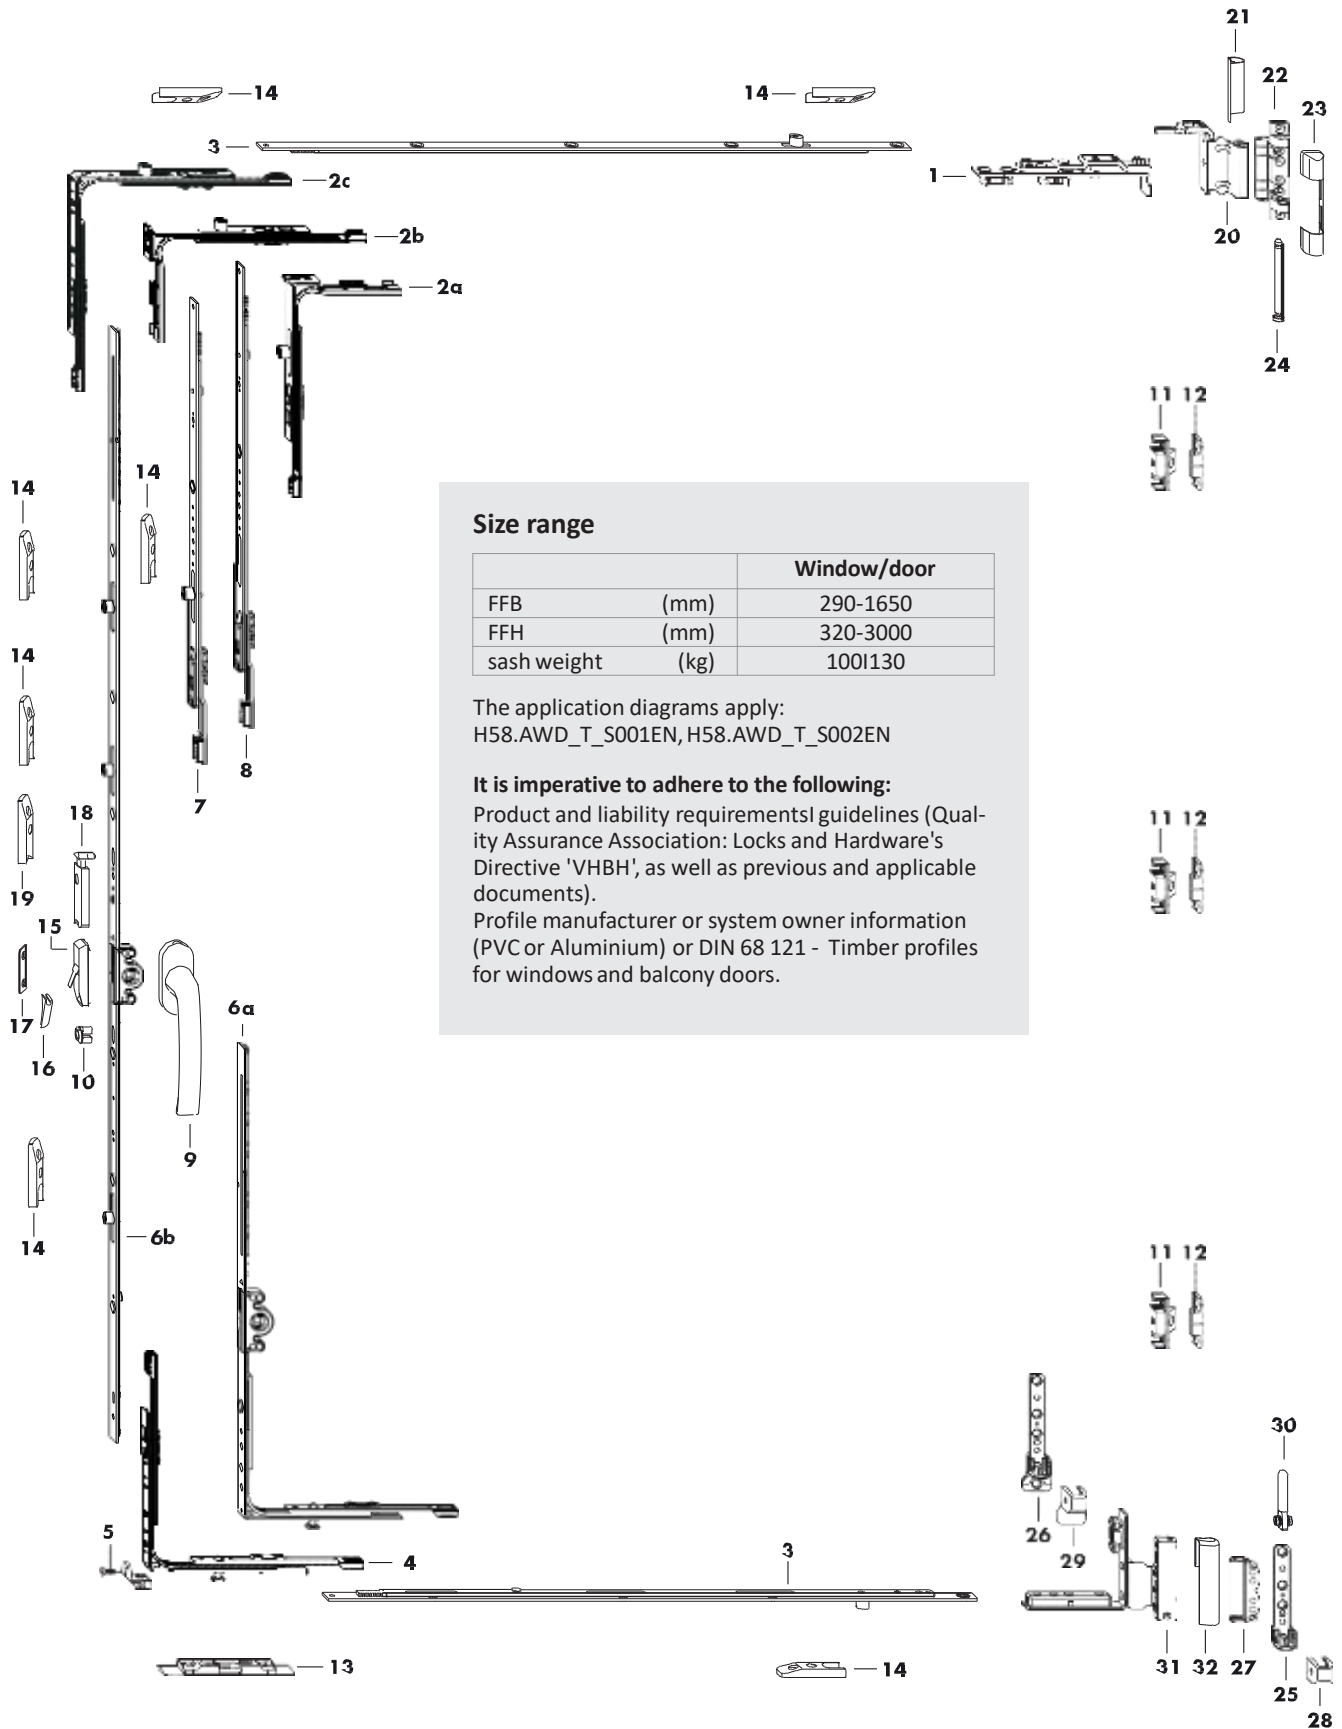 21
22
23
14
14
3
2c
1
2b
20
2a
24
11 12
14
14
14
8
7
18
19
15
17
16
10
6a
9
14
6b
Size range
Window/door
FFB (mm) 290-1650
FFH (mm) 320-3000
sash weight (kg) 100I130
The application diagrams apply:
H58.AWD_T_S001EN, H58.AWD_T_S002EN
It is imperative to adhere to the following:
Product and liability requirementsI guidelines (Qual-
ity Assurance Association: Locks and Hardware's
Directive 'VHBH', as well as previous and applicable
documents).
Profile manufacturer or system owner information
(PVC or Aluminium) or DIN 68 121 - Timber profiles
for windows and balcony doors.
11 12
11 12
30
26
29
5
4
3
13
14
31 32 27
25
28